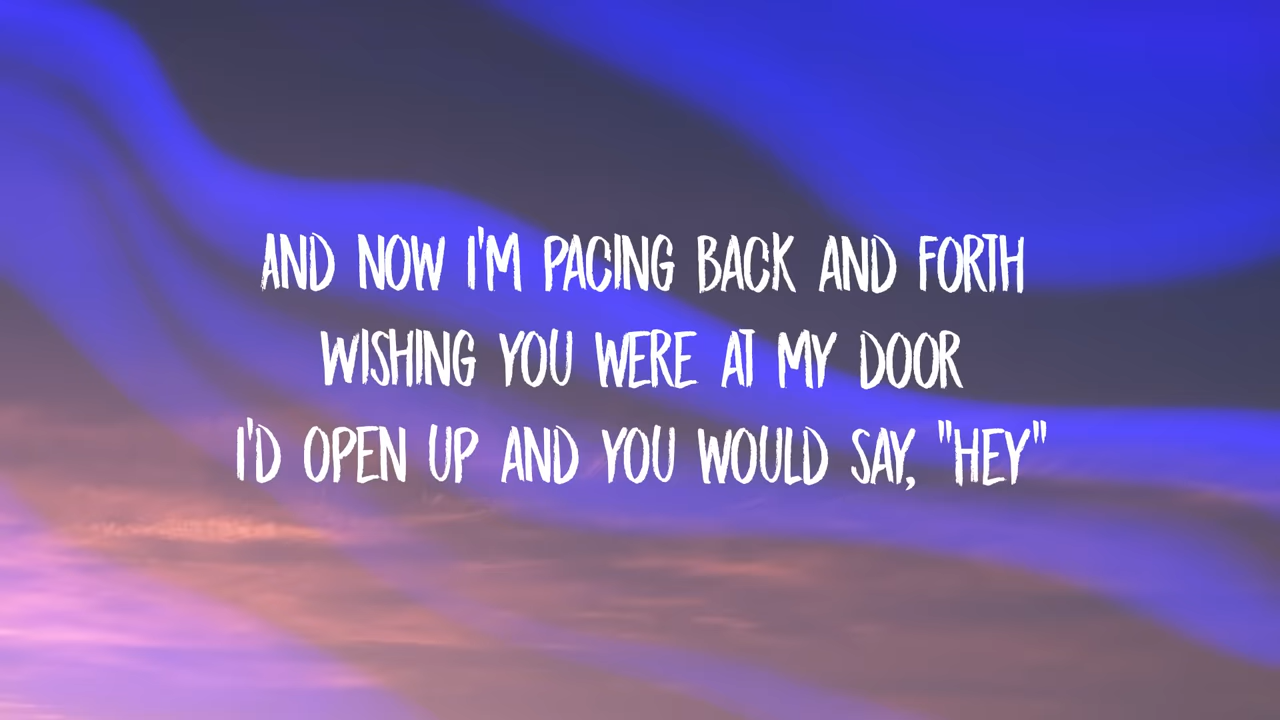 AND NOW I'M PACING BACK AND FORTH
WISHING YOU WERE AT MY DOOR
I'D OPEN UP AND YOU WOULD SAY, "HEY"